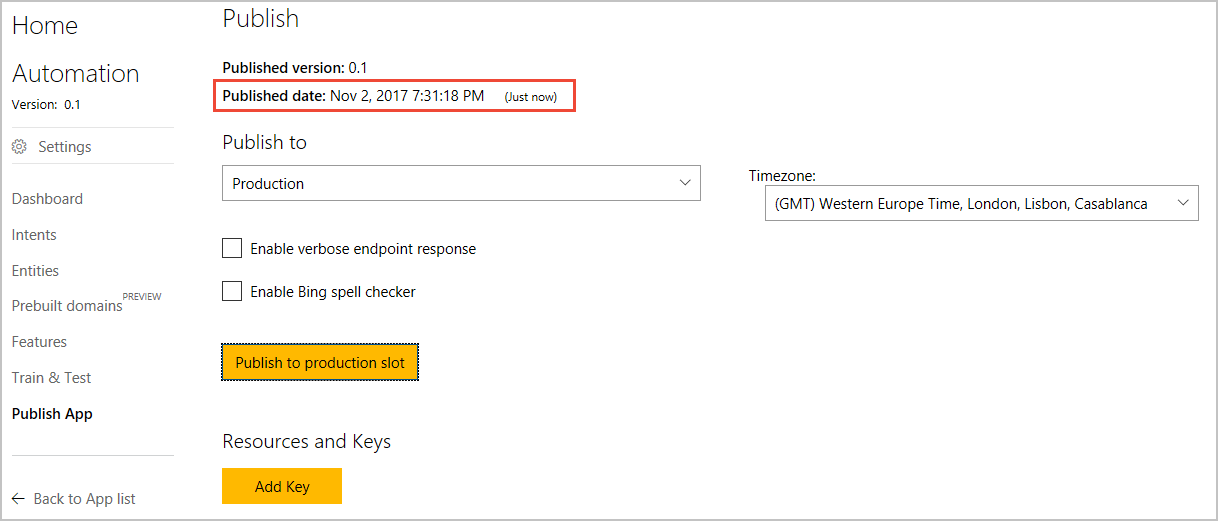 Home
Automation
Version: 0.1
Settings
Dashboard
Intents
Entities
Prebuilt domains PREVIEW
Features
Train & Test
Publish App
Back to App list
Publish
Published version: 0.1
Published date: Nov 2, 2017 7:31:18 PM (Just now)
Publish to
Production
Timezone:
(GMT) Western Europe Time, London, Lisbon, Casablanca
Enable verbose endpoint response
Enable Bing spell checker
Publish to production slot
Resources and Keys
Add Key